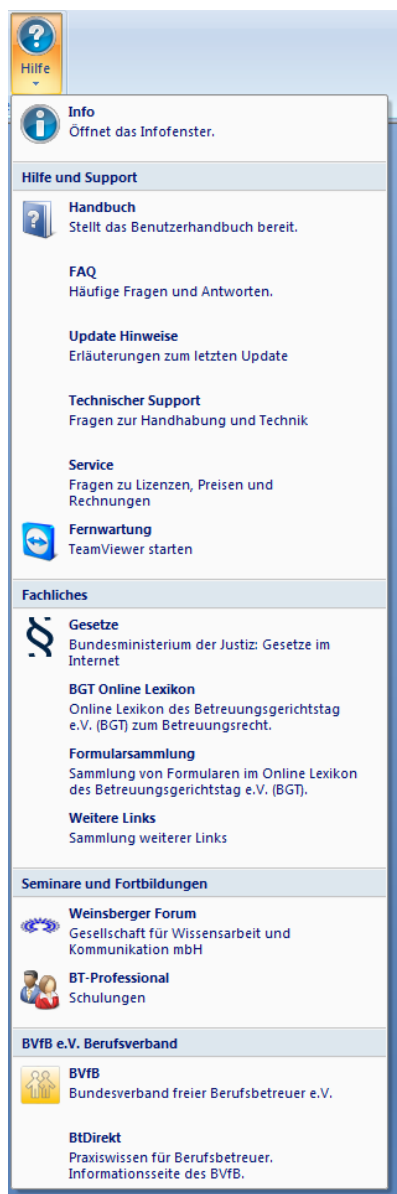 Hilfe
Info
Öffnet das Infofenster.
Hilfe und Support
Handbuch
Stellt das Benutzerhandbuch bereit.
FAQ
Häufige Fragen und Antworten.
Update Hinweise
Erläuterungen zum letzten Update
Technischer Support
Fragen zur Handhabung und Technik
Service
Fragen zu Lizenzen, Preisen und
Rechnungen
Fernwartung
TeamViewer starten
Fachliches
Gesetze
Bundesministerium der Justiz: Gesetze im
Internet
BGT Online Lexikon
Online Lexikon des Betreuungsgerichtstag
e.V. (BGT) zum Betreuungsrecht.
Formularsammlung
Sammlung von Formularen im Online Lexikon
des Betreuungsgerichtstag e.V. (BGT).
Weitere Links
Sammlung weiterer Links
Seminare und Fortbildungen
Weinsberger Forum
Gesellschaft für Wissensarbeit und
Kommunikation mbH
BT-Professional
Schulungen
BVfB e.V. Berufsverband
BVfB
Bundesverband freier Berufsbetreuer e.V.
BtDirekt
Praxiswissen für Berufsbetreuer.
Informationsseite des BVfB.